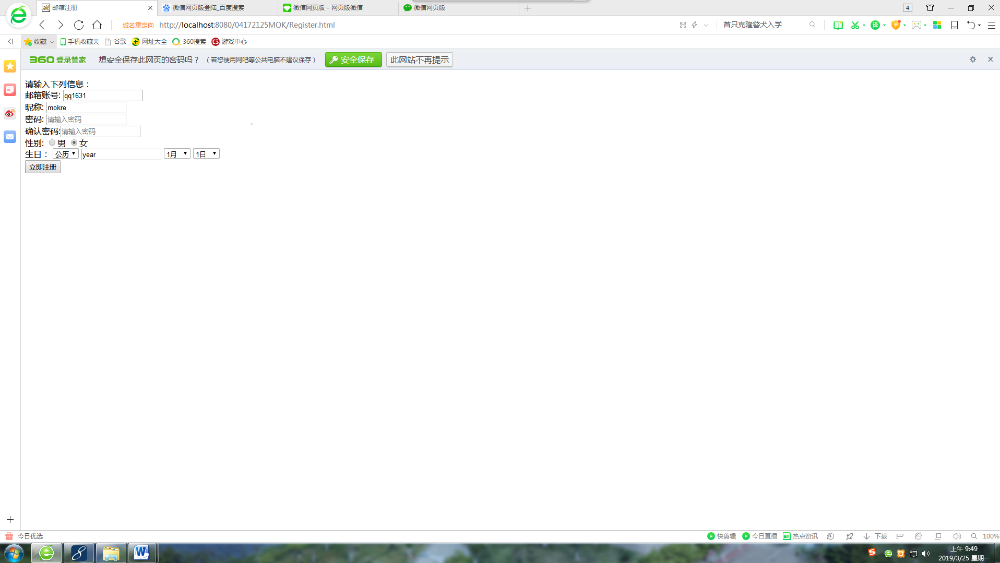 邮箱注册
微信网页版登陆_百度搜索
微信网页版 - 网页版微信
微信网页版
4
域名重定向 http://localhost:8080/04172125MOK/Register.html
首只克隆警犬入学
译
收藏 手机收藏夹 谷歌 网址大全 360搜索 游戏中心
360 登录管家 想安全保存此网页的密码吗？ （若您使用网吧等公共电脑不建议保存） 安全保存 此网站不再提示
请输入下列信息：
邮箱账号: qq1631
昵称: mokre
密码: 请输入密码
确认密码:请输入密码
性别: 男 女
生日： 公历 year 1月 1日
立即注册
今日优选
快剪辑 今日直播 热点资讯 下载 100%
上午 9:49
2019/3/25 星期一